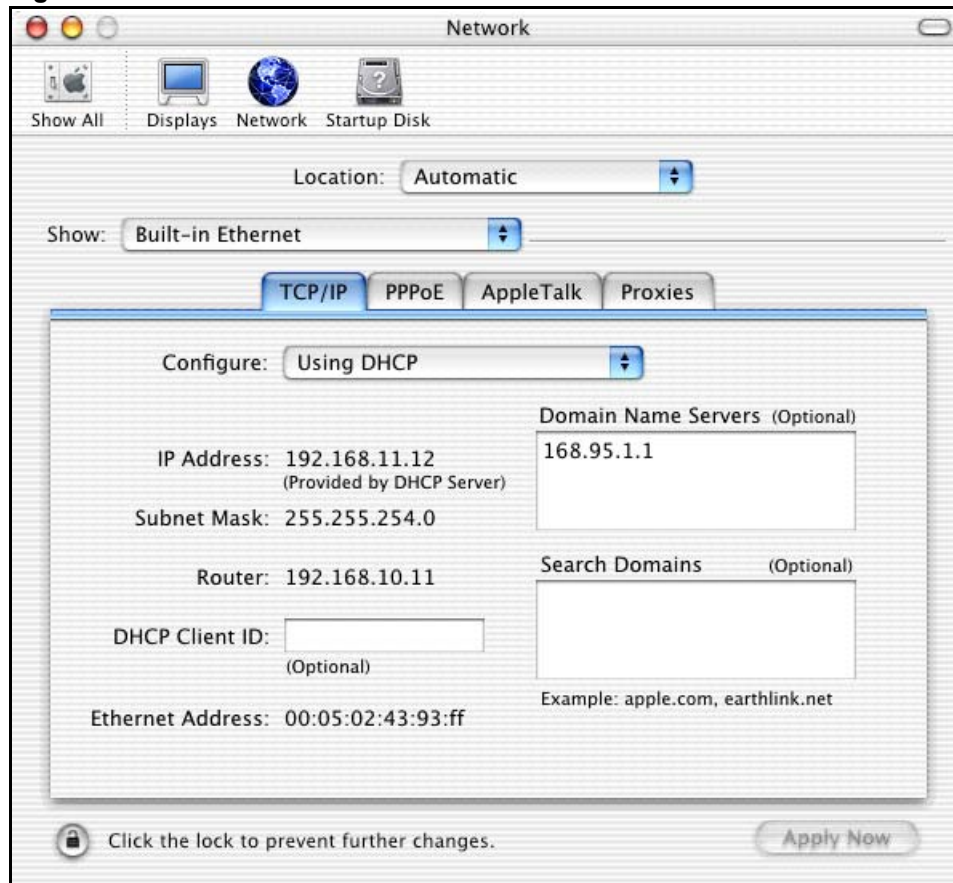 Network
Show All
Displays
Network
Startup Disk
Location: Automatic
Show: Built-in Ethernet
TCP/IP
PPPoE
AppleTalk
Proxies
Configure: Using DHCP
Domain Name Servers (Optional)
168.95.1.1
IP Address: 192.168.11.12
(Provided by DHCP Server)
Subnet Mask: 255.255.254.0
Router: 192.168.10.11
Search Domains (Optional)
DHCP Client ID:
(Optional)
Example: apple.com, earthlink.net
Ethernet Address: 00:05:02:43:93:ff
Click the lock to prevent further changes.
Apply Now